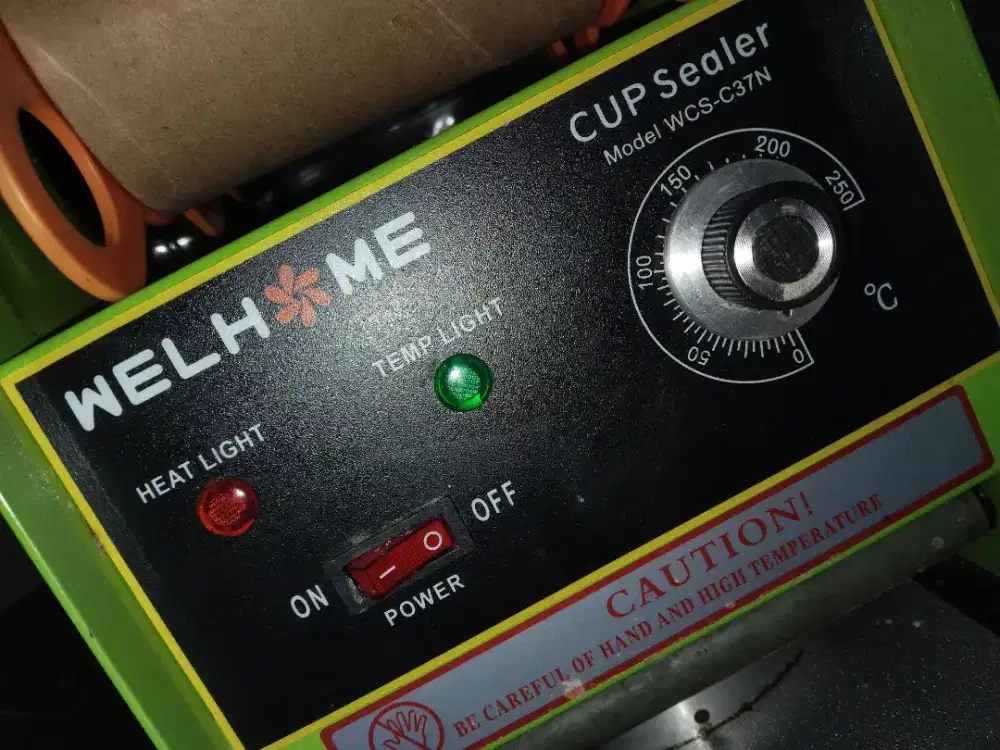 CUP Sealer
Model WCS-C37N
WELHOME
0
50
100
150
200
250
°C
TEMP LIGHT
HEAT LIGHT
ON
OFF
POWER
CAUTION!
BE CAREFUL OF HAND AND HIGH TEMPERATURE